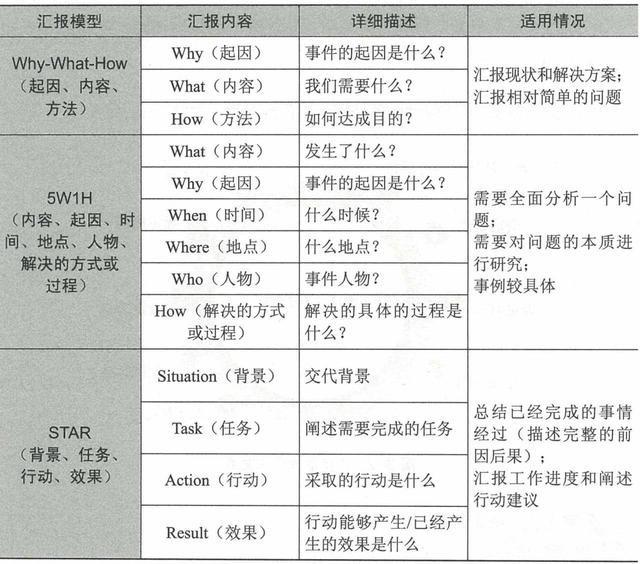 汇报模型 汇报内容 详细描述 适用情况
Why-What-How
（起因、内容、
方法）
Why（起因） 事件的起因是什么？
What（内容） 我们需要什么？
How（方法） 如何达成目的？
汇报现状和解决方案；
汇报相对简单的问题
5W1H
（内容、起因、时
间、地点、人物、
解决的方式或
过程）
What（内容） 发生了什么？
Why（起因） 事件的起因是什么？
When（时间） 什么时候？
Where（地点） 什么地点？
Who（人物） 事件人物？
How（解决的方式
或过程）
解决的具体的过程是
什么？
需要全面分析一个问
题；
需要对问题的本质进
行研究；
事例较具体
STAR
（背景、任务、
行动、效果）
Situation（背景） 交代背景
Task（任务） 阐述需要完成的任务
Action（行动） 采取的行动是什么
Result（效果）
行动能够产生/已经产
生的效果是什么
总结已经完成的事情
经过（描述完整的前
因后果）；
汇报工作进度和阐述
行动建议